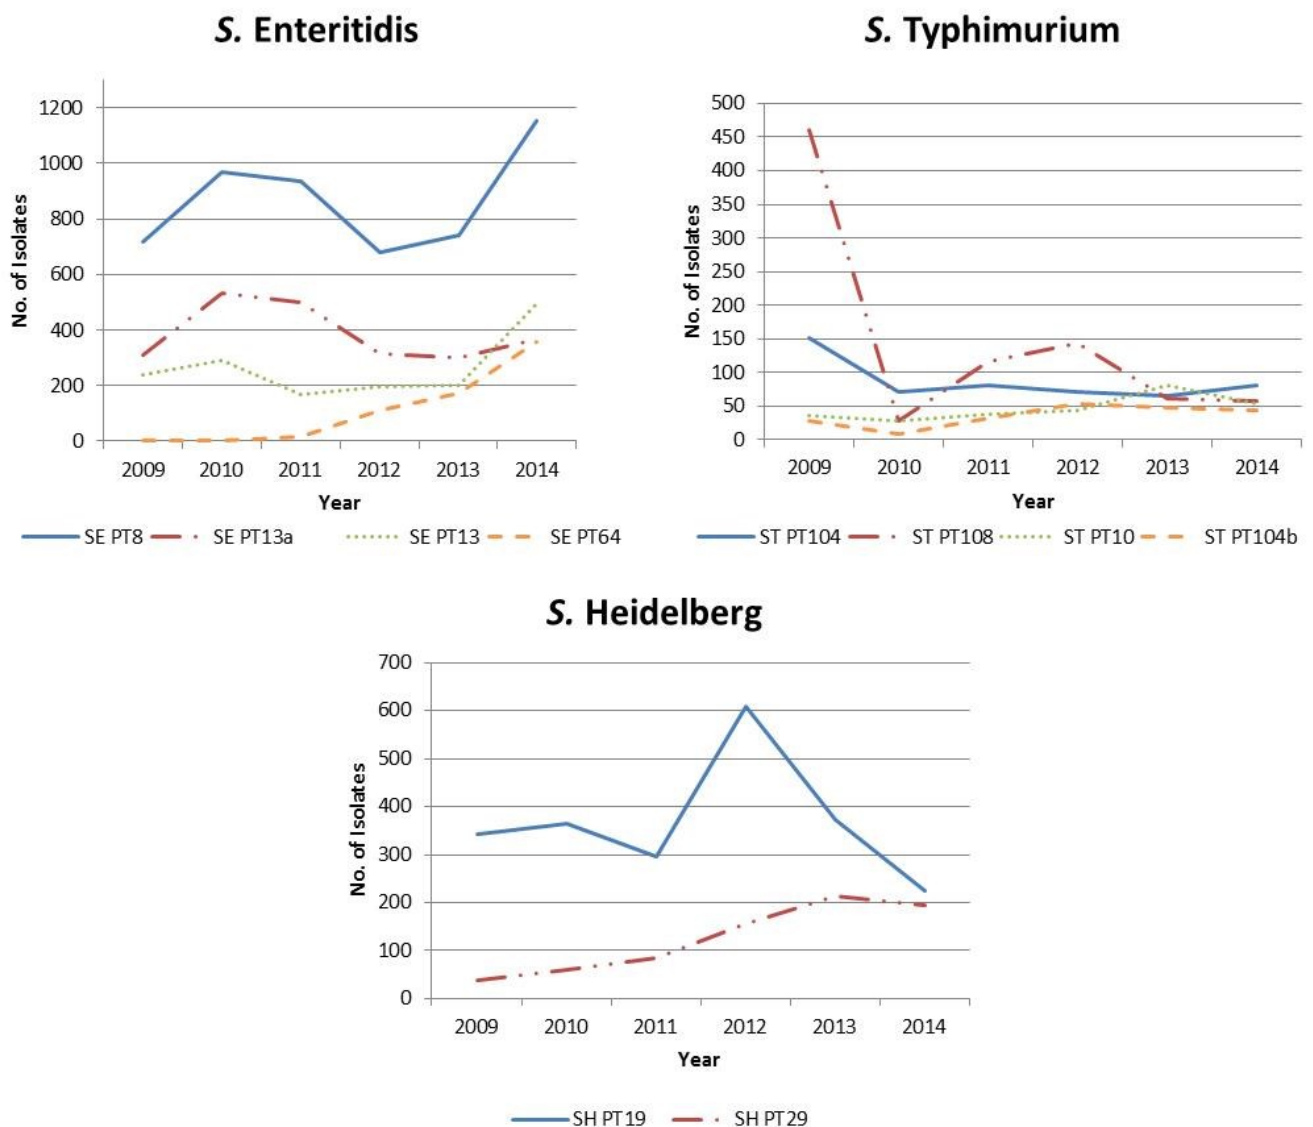 S. Enteritidis
1200
1000
800
600
400
200
0
No. of Isolates
2009 2010 2011 2012 2013 2014
Year
SE PT8 SE PT13a SE PT13 SE PT64
S. Typhimurium
500
450
400
350
300
250
200
150
100
50
0
No. of Isolates
2009 2010 2011 2012 2013 2014
Year
ST PT104 ST PT108 ST PT10 ST PT104b
S. Heidelberg
700
600
500
400
300
200
100
0
No. of Isolates
2009 2010 2011 2012 2013 2014
Year
SH PT19 SH PT29